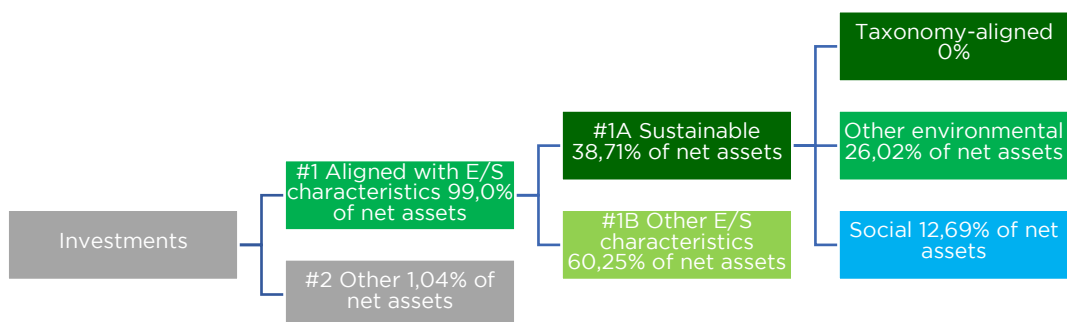 Investments
#1 Aligned with E/S
characteristics 99,0%
of net assets
#2 Other 1,04% of
net assets
#1A Sustainable
38,71% of net assets
#1B Other E/S
characteristics
60,25% of net assets
Taxonomy-aligned
0%
Other environmental
26,02% of net assets
Social 12,69% of net
assets